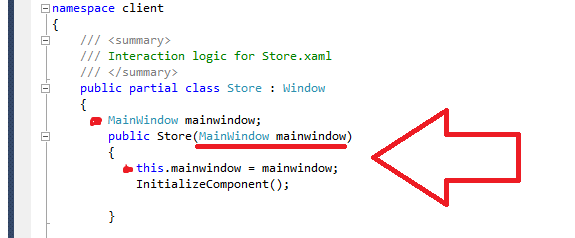 namespace client
{
/// <summary>
/// Interaction logic for Store.xaml
/// </summary>
public partial class Store : Window
{
MainWindow mainwindow;
public Store(MainWindow mainwindow)
{
this.mainwindow = mainwindow;
InitializeComponent();
}